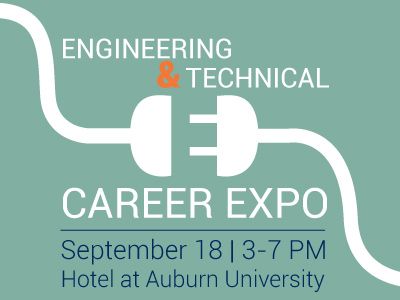 ENGINEERING
& TECHNICAL
CAREER EXPO
September 18 | 3-7 PM
Hotel at Auburn University